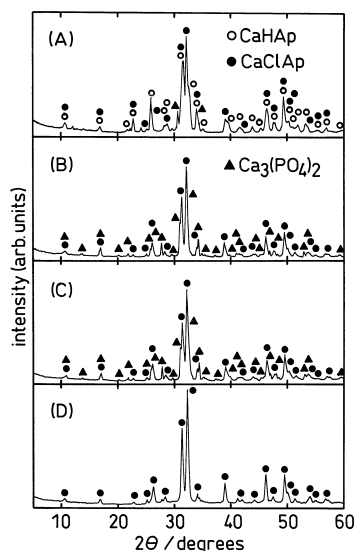 (A)
○ CaHAp
● CaClAp
(B)
▲ Ca3(PO4)2
(C)
(D)
intensity (arb. units)
10 20 30 40 50 60
2θ / degrees